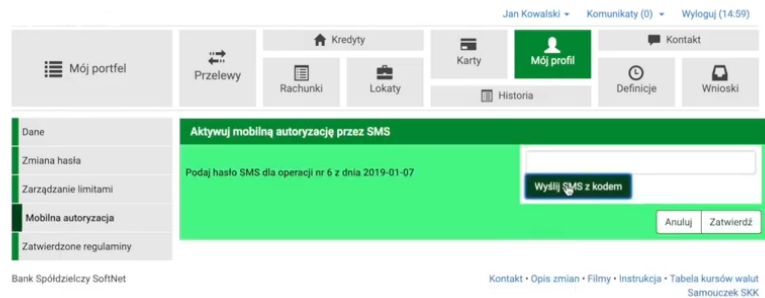 Jan Kowalski Komunikaty (0) Wyloguj (14:59)
Mój portfel
Przelewy
Kredyty
Rachunki
Lokaty
Karty
Mój profil
Historia
Kontakt
Definicje
Wnioski
Dane
Zmiana hasła
Zarządzanie limitami
Mobilna autoryzacja
Zatwierdzone regulaminy
Aktywuj mobilną autoryzację przez SMS
Podaj hasło SMS dla operacji nr 6 z dnia 2019-01-07
Wyślij SMS z kodem
Anuluj Zatwierdź
Bank Spółdzielczy SoftNet
Kontakt • Opis zmian • Filmy • Instrukcja • Tabela kursów walut
Samouczek SKK